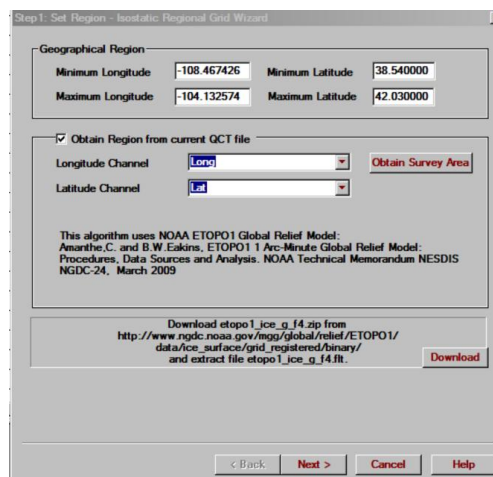 Step1: Set Region - Isostatic Regional Grid Wizard
Geographical Region
Minimum Longitude -108.467426 Minimum Latitude 38.540000
Maximum Longitude -104.132574 Maximum Latitude 42.030000
Obtain Region from current QCT file
Longitude Channel Long Obtain Survey Area
Latitude Channel Lat
This algorithm uses NOAA ETOPO1 Global Relief Model:
Amanthe,C. and B.W.Eakins, ETOPO1 1 Arc-Minute Global Relief Model:
Procedures, Data Sources and Analysis. NOAA Technical Memorandum NESDIS
NGDC-24, March 2009
Download etopo1_ice_g_f4.zip from
http://www.ngdc.noaa.gov/mgg/global/relief/ETOPO1/
data/ice_surface/grid_registered/binary/
and extract file etopo1_ice_g_f4.flt.
Download
< Back Next > Cancel Help